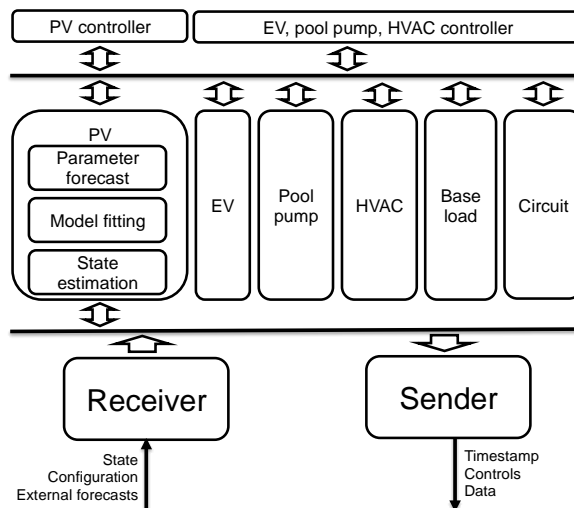 PV controller
EV, pool pump, HVAC controller
PV
Parameter
forecast
Model fitting
State
estimation
EV
Pool
pump
HVAC
Base
load
Circuit
Receiver
Sender
State
Configuration
External forecasts
Timestamp
Controls
Data